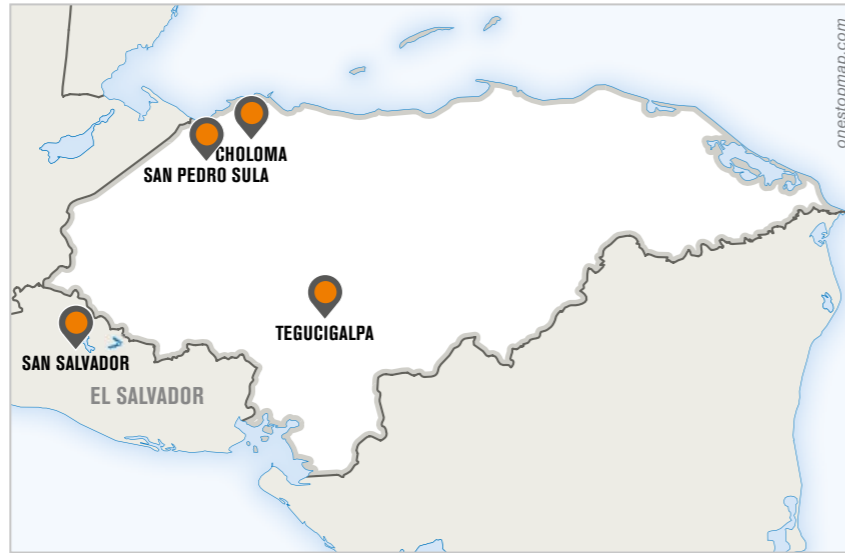 onestopmap.com
CHOLOMA
SAN PEDRO SULA
TEGUCIGALPA
SAN SALVADOR
EL SALVADOR